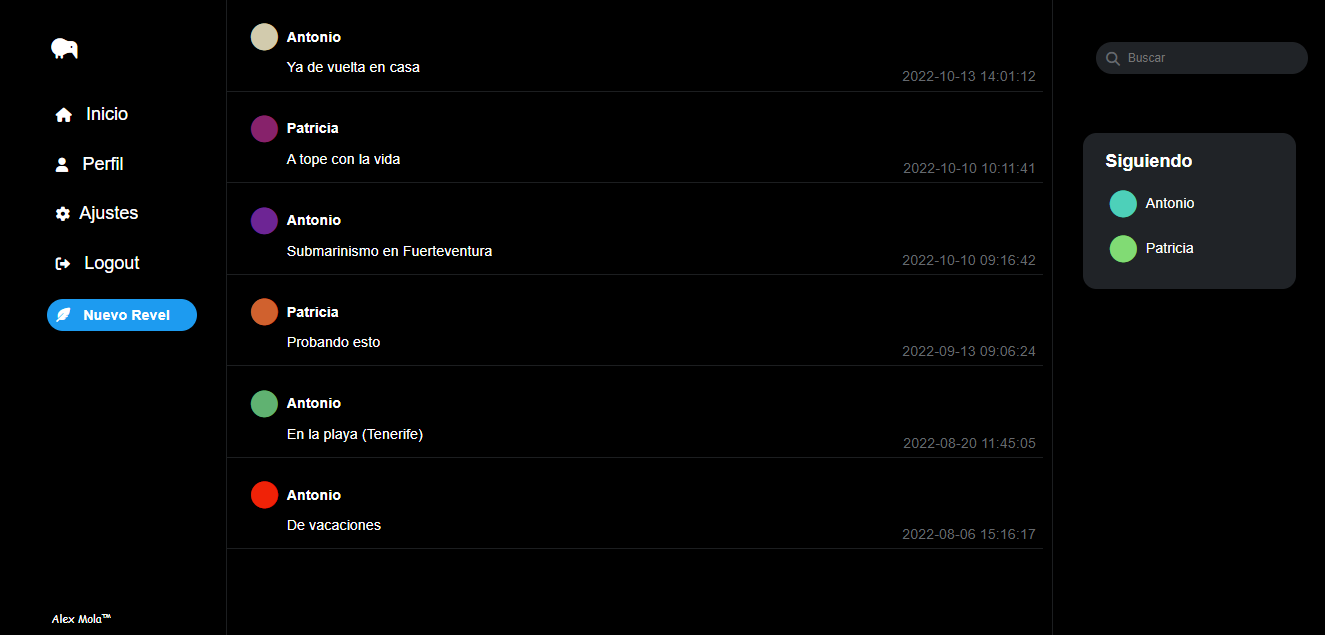 Inicio
Perfil
Ajustes
Logout
Nuevo Revel
Alex Mola™
Antonio
Ya de vuelta en casa
2022-10-13 14:01:12
Patricia
A tope con la vida
2022-10-10 10:11:41
Antonio
Submarinismo en Fuerteventura
2022-10-10 09:16:42
Patricia
Probando esto
2022-09-13 09:06:24
Antonio
En la playa (Tenerife)
2022-08-20 11:45:05
Antonio
De vacaciones
2022-08-06 15:16:17
Buscar
Siguiendo
Antonio
Patricia